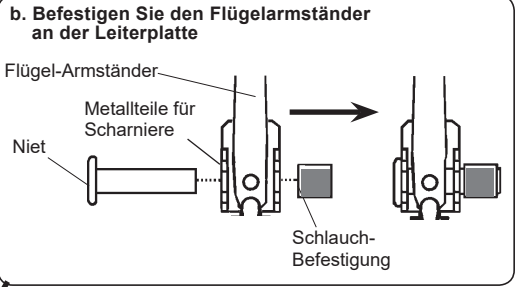 b. Befestigen Sie den Flügelarmständer
an der Leiterplatte
Flügel-Armständer
Metallteile für
Scharniere
Niet
Schlauch-
Befestigung